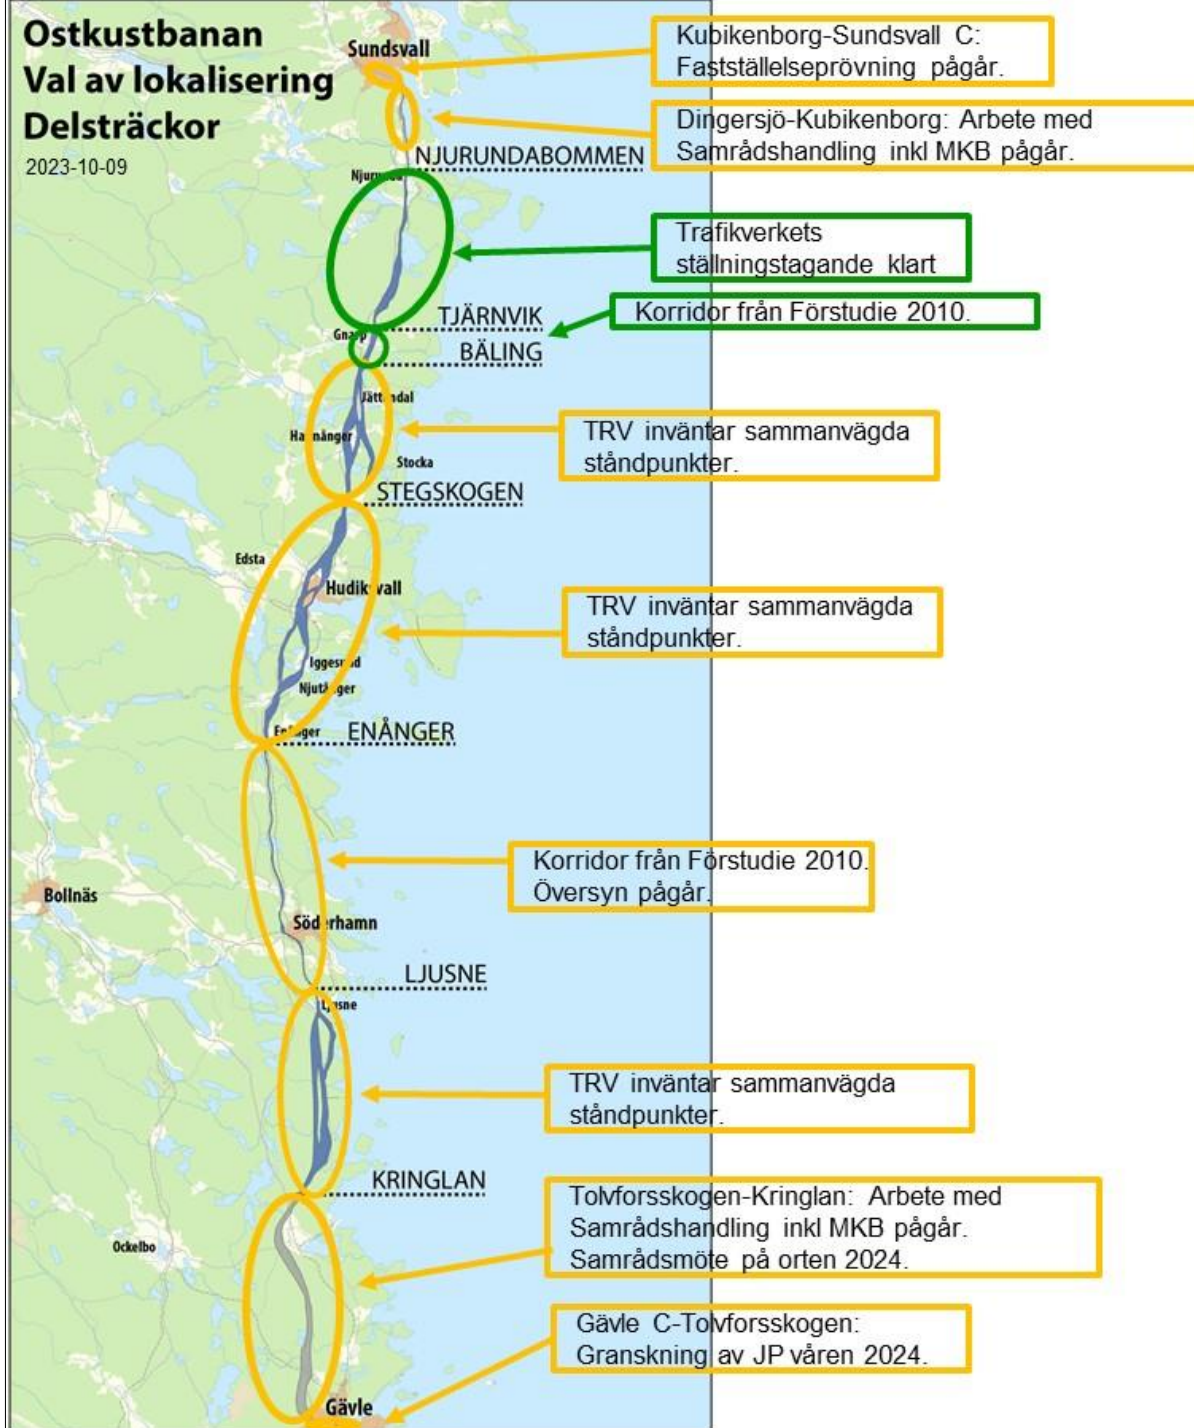 Ostkustbanan
Val av lokalisering
Delsträckor
2023-10-09
Sundsvall
Kubikenborg-Sundsvall C:
Fastställelseprövning pågår.
Dingersjö-Kubikenborg: Arbete med
Samrådshandling inkl MKB pågår.
NJURUNDABOMMEN
Trafikverkets
ställningstagande klart
TJÄRNVIK
Korridor från Förstudie 2010.
Gnarp
BÄLING
Jättendal
TRV inväntar sammanvägda
ståndpunkter.
Harmånger
Stocka
STEGSKOGEN
Edsta
Hudiksvall
TRV inväntar sammanvägda
ståndpunkter.
Iggesund
Njutånger
Enånger
ENÅNGER
Korridor från Förstudie 2010.
Översyn pågår.
Bollnäs
Söderhamn
LJUSNE
Ljusne
TRV inväntar sammanvägda
ståndpunkter.
KRINGLAN
Tolvforsskogen-Kringlan: Arbete med
Samrådshandling inkl MKB pågår.
Samrådsmöte på orten 2024.
Ockelbo
Gävle C-Tolvforsskogen:
Granskning av JP våren 2024.
Gävle